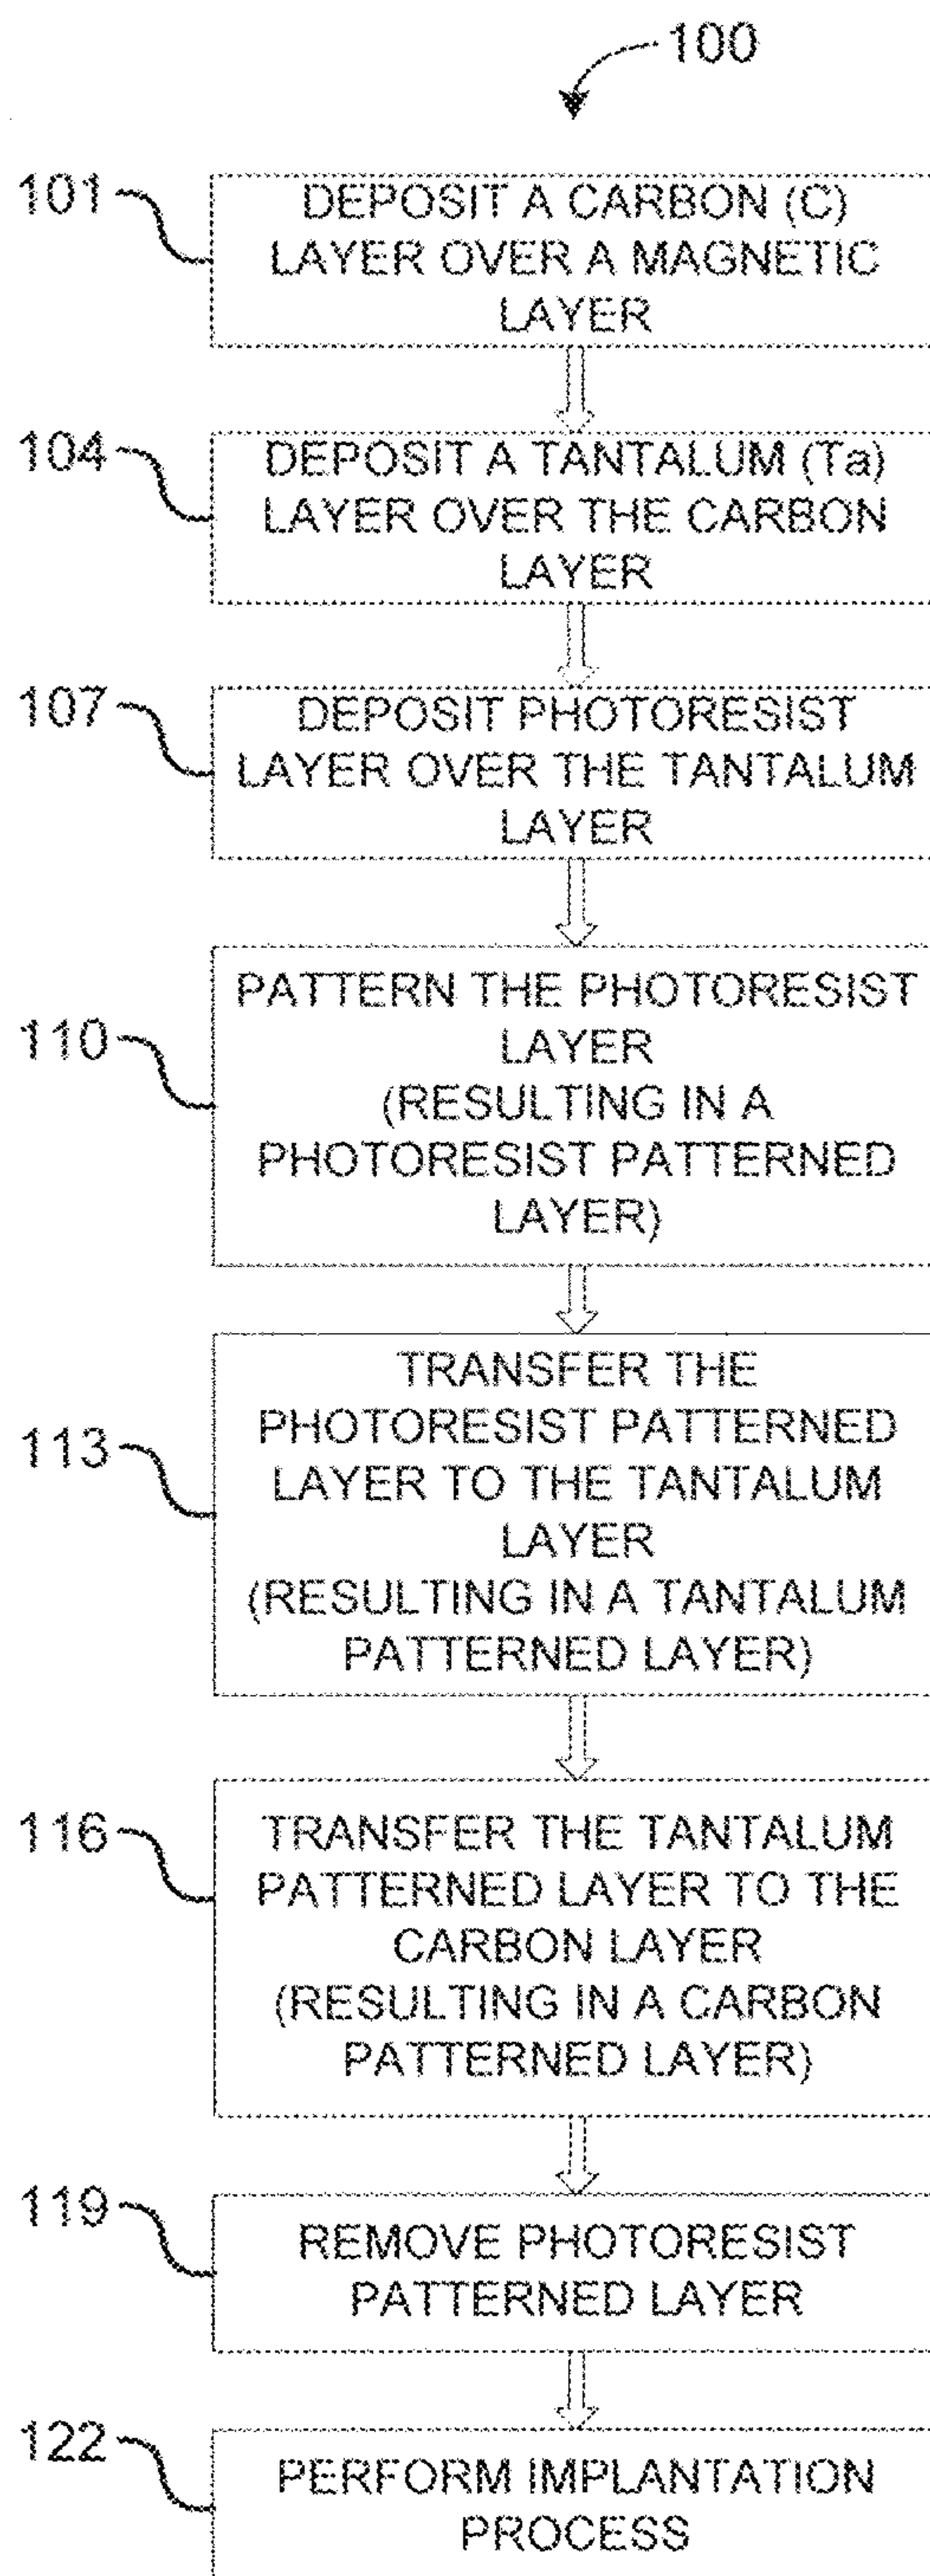 100
101
DEPOSIT A CARBON (C)
LAYER OVER A MAGNETIC
LAYER
104
DEPOSIT A TANTALUM (Ta)
LAYER OVER THE CARBON
LAYER
107
DEPOSIT PHOTORESIST
LAYER OVER THE TANTALUM
LAYER
110
PATTERN THE PHOTORESIST
LAYER
(RESULTING IN A
PHOTORESIST PATTERNED
LAYER)
113
TRANSFER THE
PHOTORESIST PATTERNED
LAYER TO THE TANTALUM
LAYER
(RESULTING IN A TANTALUM
PATTERNED LAYER)
116
TRANSFER THE TANTALUM
PATTERNED LAYER TO THE
CARBON LAYER
(RESULTING IN A CARBON
PATTERNED LAYER)
119
REMOVE PHOTORESIST
PATTERNED LAYER
122
PERFORM IMPLANTATION
PROCESS